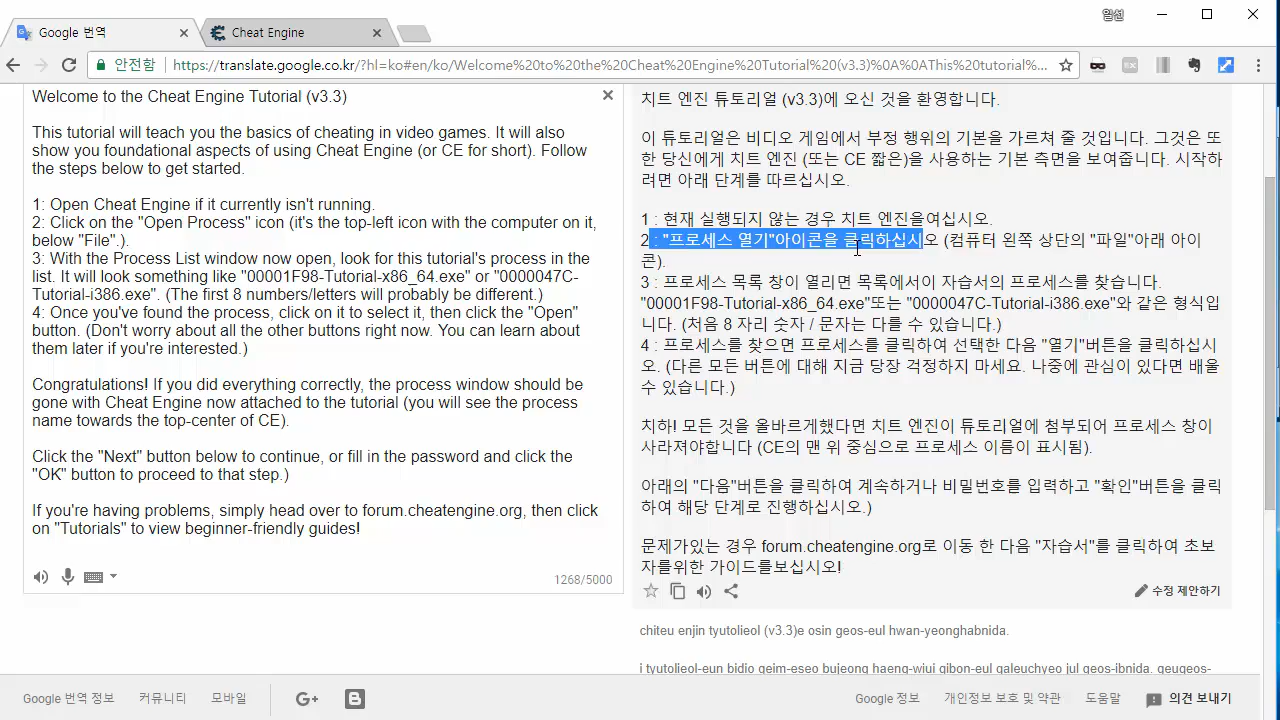 Google 번역
Cheat Engine
안전함
https://translate.google.co.kr/?hl=ko#en/ko/Welcome%20to%20the%20Cheat%20Engine%20Tutorial%20(v3.3)%0A%0AThis%20tutorial%...
Welcome to the Cheat Engine Tutorial (v3.3)
This tutorial will teach you the basics of cheating in video games. It will also
show you foundational aspects of using Cheat Engine (or CE for short). Follow
the steps below to get started.
1: Open Cheat Engine if it currently isn't running.
2: Click on the "Open Process" icon (it's the top-left icon with the computer on it,
below "File".).
3: With the Process List window now open, look for this tutorial's process in the
list. It will look something like "00001F98-Tutorial-x86_64.exe" or "0000047C-
Tutorial-i386.exe". (The first 8 numbers/letters will probably be different.)
4: Once you've found the process, click on it to select it, then click the "Open"
button. (Don't worry about all the other buttons right now. You can learn about
them later if you're interested.)
Congratulations! If you did everything correctly, the process window should be
gone with Cheat Engine now attached to the tutorial (you will see the process
name towards the top-center of CE).
Click the "Next" button below to continue, or fill in the password and click the
"OK" button to proceed to that step.)
If you're having problems, simply head over to forum.cheatengine.org, then click
on "Tutorials" to view beginner-friendly guides!
1268/5000
치트 엔진 튜토리얼 (v3.3)에 오신 것을 환영합니다.
이 튜토리얼은 비디오 게임에서 부정 행위의 기본을 가르쳐 줄 것입니다. 그것은 또
한 당신에게 치트 엔진 (또는 CE 짧은)을 사용하는 기본 측면을 보여줍니다. 시작하
려면 아래 단계를 따르십시오.
1 : 현재 실행되지 않는 경우 치트 엔진을여십시오.
2 : "프로세스 열기"아이콘을 클릭하십시오 (컴퓨터 왼쪽 상단의 "파일"아래 아이
콘).
3 : 프로세스 목록 창이 열리면 목록에서이 자습서의 프로세스를 찾습니다.
"00001F98-Tutorial-x86_64.exe"또는 "0000047C-Tutorial-i386.exe"와 같은 형식입
니다. (처음 8 자리 숫자 / 문자는 다를 수 있습니다.)
4 : 프로세스를 찾으면 프로세스를 클릭하여 선택한 다음 "열기"버튼을 클릭하십시
오. (다른 모든 버튼에 대해 지금 당장 걱정하지 마세요. 나중에 관심이 있다면 배울
수 있습니다.)
치하! 모든 것을 올바르게했다면 치트 엔진이 튜토리얼에 첨부되어 프로세스 창이
사라져야합니다 (CE의 맨 위 중심으로 프로세스 이름이 표시됨).
아래의 "다음"버튼을 클릭하여 계속하거나 비밀번호를 입력하고 "확인"버튼을 클릭
하여 해당 단계로 진행하십시오.)
문제가있는 경우 forum.cheatengine.org로 이동 한 다음 "자습서"를 클릭하여 초보
자를위한 가이드를보십시오!
수정 제안하기
chiteu enjin tyutolieol (v3.3)e osin geos-eul hwan-yeonghabnida.
i tyutolieol-eun bidio geim-eseo bujeong haeng-wiui gibon-eul galeuchyeo jul geos-ibnida. geugeos-
Google 번역 정보
커뮤니티
모바일
G+
Google 정보
개인정보 보호 및 약관
도움말
의견 보내기